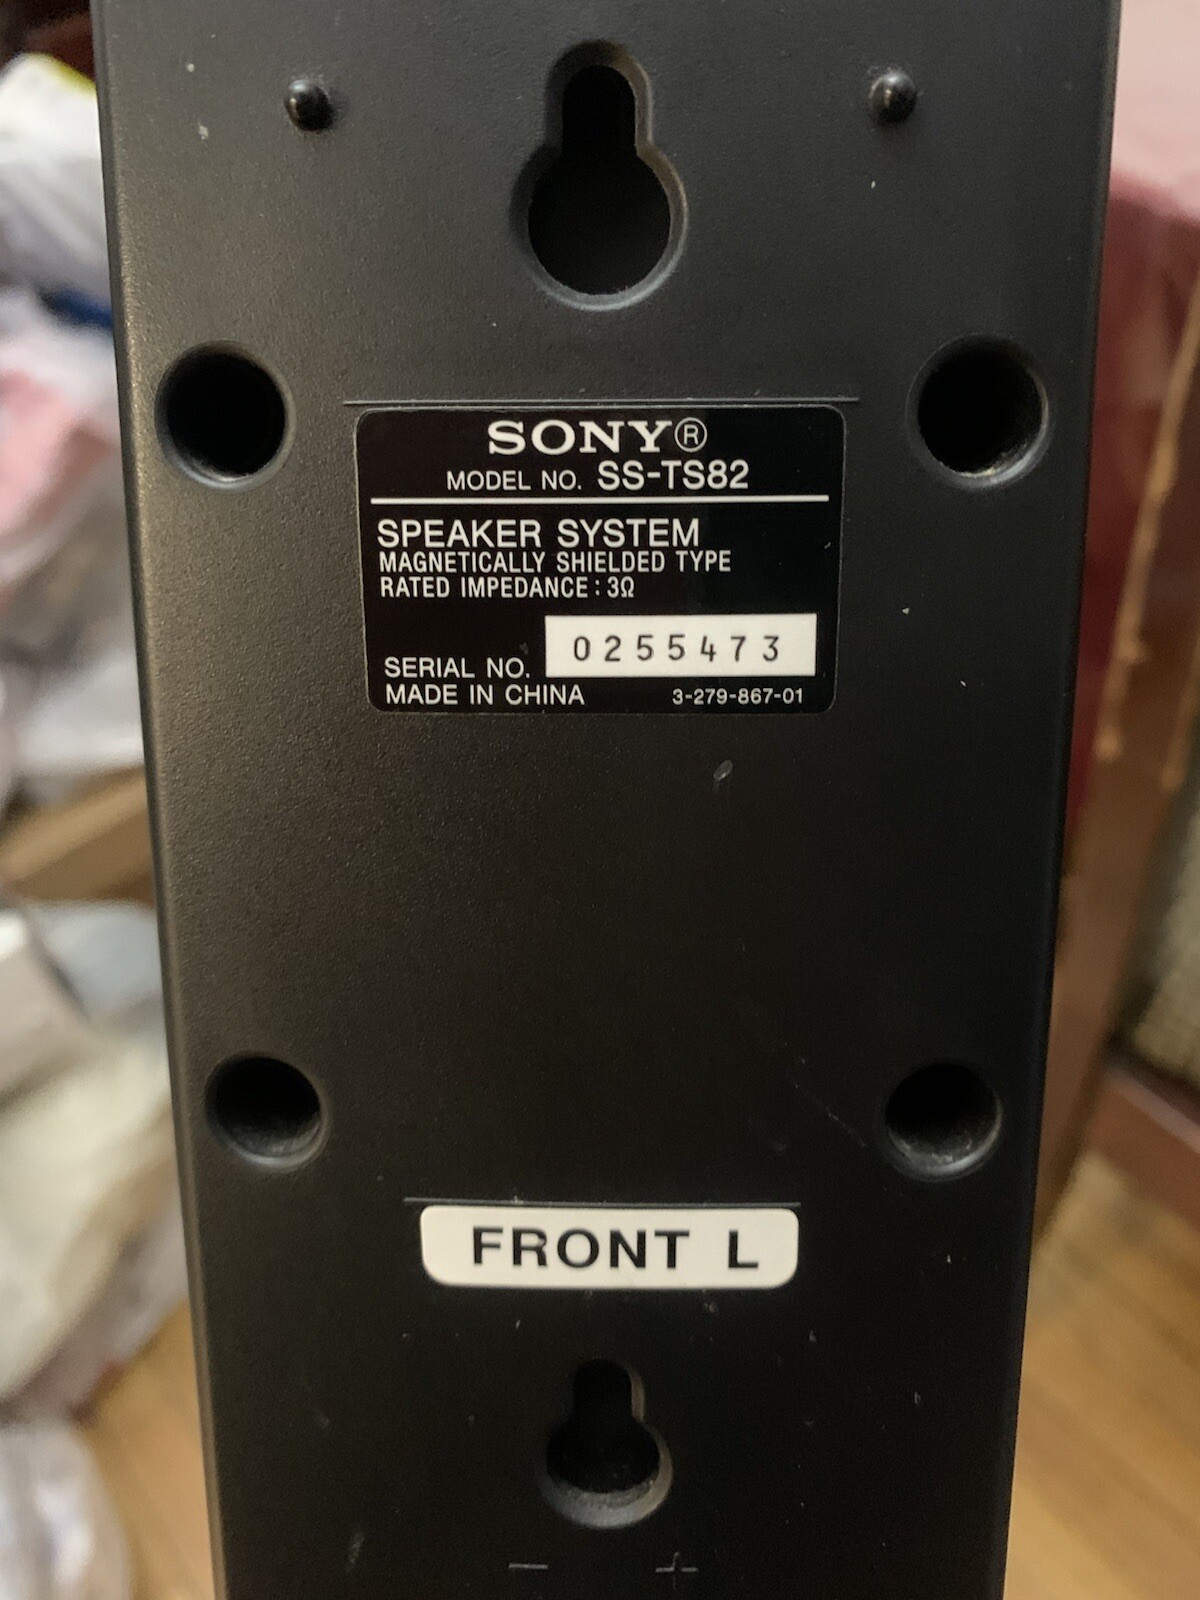 SONY®
MODEL NO. SS-TS82
SPEAKER SYSTEM
MAGNETICALLY SHIELDED TYPE
RATED IMPEDANCE : 3Ω
0255473
SERIAL NO.
MADE IN CHINA 3-279-867-01
FRONT L
− +